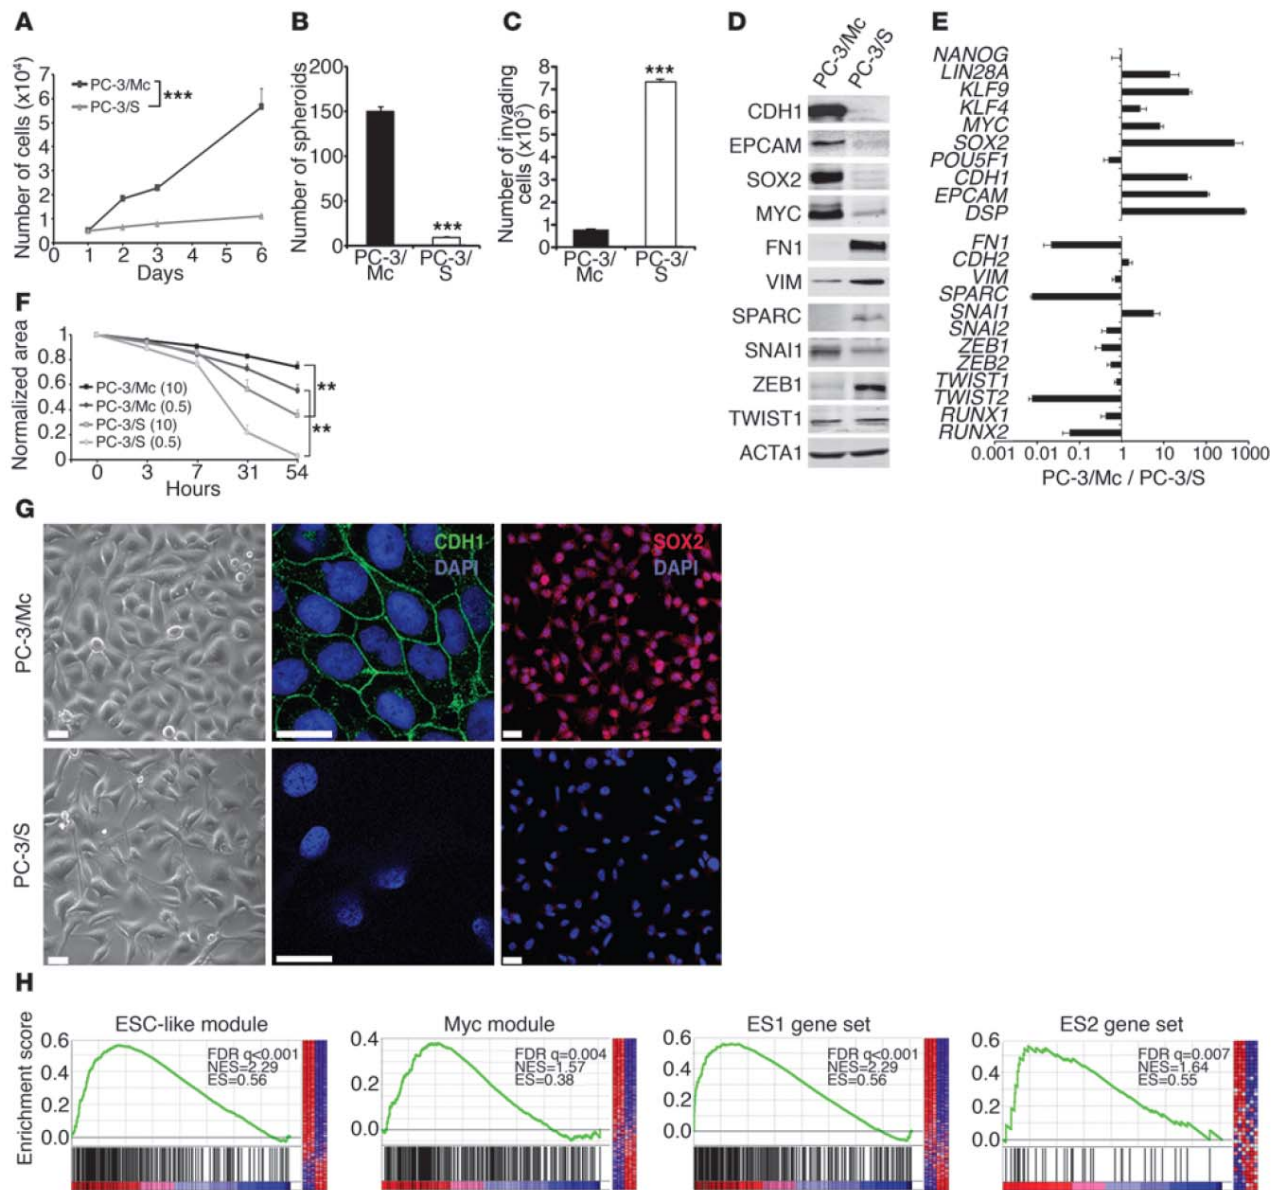 A
Number of cells (x10⁴)
7
6
5
4
3
2
1
0
PC-3/Mc
PC-3/S
***
0 1 2 3 4 5 6
Days
B
Number of spheroids
200
150
100
50
0
***
PC-3/Mc
PC-3/S
C
Number of invading cells (x10³)
8
7
6
5
4
3
2
1
0
***
PC-3/Mc
PC-3/S
D
PC-3/Mc
PC-3/S
CDH1
EPCAM
SOX2
MYC
FN1
VIM
SPARC
SNAI1
ZEB1
TWIST1
ACTA1
E
NANOG
LIN28A
KLF9
KLF4
MYC
SOX2
POU5F1
CDH1
EPCAM
DSP
FN1
CDH2
VIM
SPARC
SNAI1
SNAI2
ZEB1
ZEB2
TWIST1
TWIST2
RUNX1
RUNX2
0.001 0.01 0.1 1 10 100 1000
PC-3/Mc / PC-3/S
F
Normalized area
1
0.8
0.6
0.4
0.2
0
PC-3/Mc (10)
PC-3/Mc (0.5)
PC-3/S (10)
PC-3/S (0.5)
**
**
0 3 7 31 54
Hours
G
PC-3/Mc
CDH1
DAPI
SOX2
DAPI
PC-3/S
H
Enrichment score
ESC-like module
0.6
0.4
0.2
0.0
FDR q<0.001
NES=2.29
ES=0.56
Myc module
0.4
0.2
0.0
FDR q=0.004
NES=1.57
ES=0.38
ES1 gene set
0.6
0.4
0.2
0.0
FDR q<0.001
NES=2.29
ES=0.56
ES2 gene set
0.6
0.4
0.2
0.0
FDR q=0.007
NES=1.64
ES=0.55